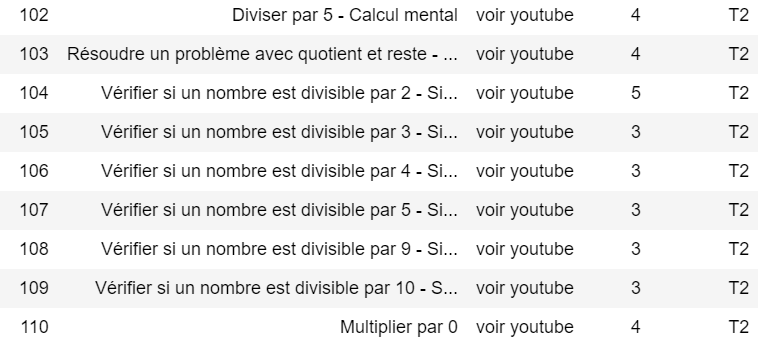 102 Diviser par 5 - Calcul mental voir youtube 4 T2
103 Résoudre un problème avec quotient et reste - ... voir youtube 4 T2
104 Vérifier si un nombre est divisible par 2 - Si... voir youtube 5 T2
105 Vérifier si un nombre est divisible par 3 - Si... voir youtube 3 T2
106 Vérifier si un nombre est divisible par 4 - Si... voir youtube 3 T2
107 Vérifier si un nombre est divisible par 5 - Si... voir youtube 3 T2
108 Vérifier si un nombre est divisible par 9 - Si... voir youtube 3 T2
109 Vérifier si un nombre est divisible par 10 - S... voir youtube 3 T2
110 Multiplier par 0 voir youtube 4 T2